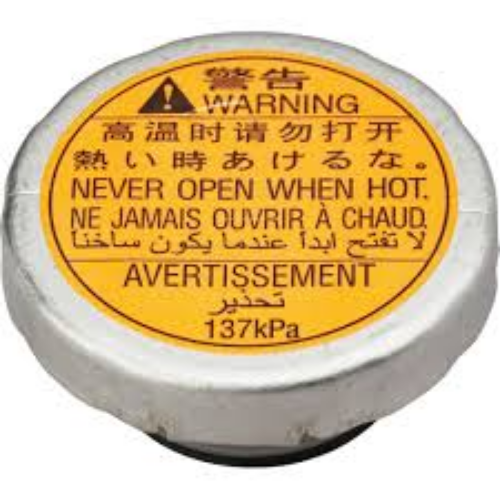 警告
WARNING
高温时请勿打开
熱い時あけるな。
NEVER OPEN WHEN HOT.
NE JAMAIS OUVRIR À CHAUD.
لا تفتح ابدأ عندما يكون ساخناً
AVERTISSEMENT
تحذير
137kPa